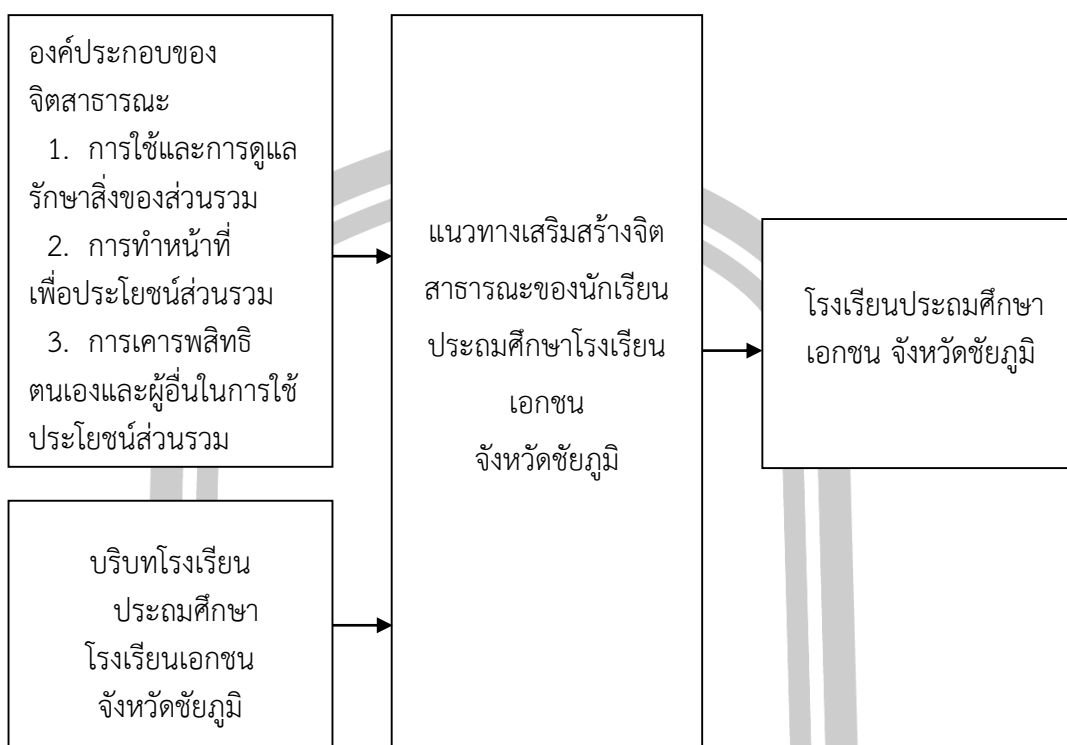 องค์ประกอบของ
จิตสาธารณะ
1. การใช้และการดูแล
รักษาสิ่งของส่วนรวม
2. การทำหน้าที่
เพื่อประโยชน์ส่วนรวม
3. การเคารพสิทธิ
ตนเองและผู้อื่นในการใช้
ประโยชน์ส่วนรวม
บริบทโรงเรียน
ประถมศึกษา
โรงเรียนเอกชน
จังหวัดชัยภูมิ
แนวทางเสริมสร้างจิต
สาธารณะของนักเรียน
ประถมศึกษาโรงเรียน
เอกชน
จังหวัดชัยภูมิ
โรงเรียนประถมศึกษา
เอกชน จังหวัดชัยภูมิ